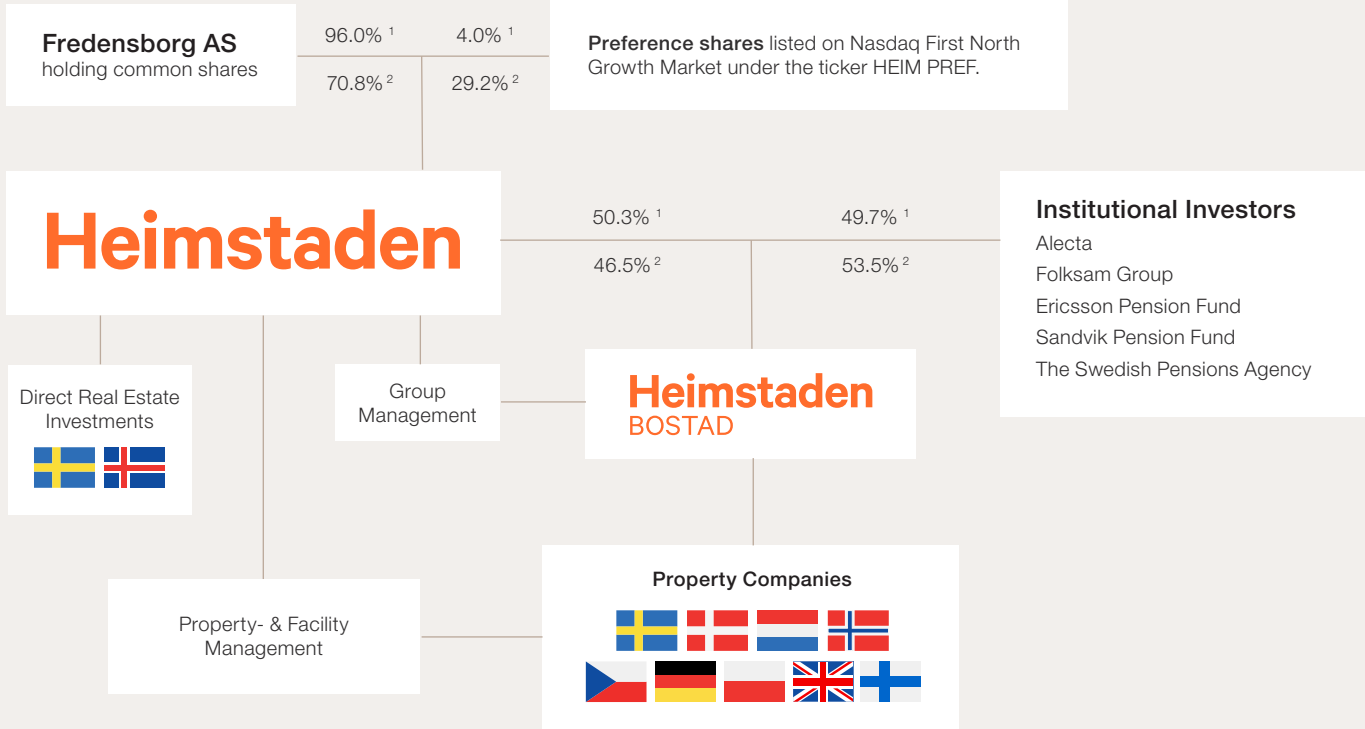 Fredensborg AS
holding common shares
96.0% 1
4.0% 1
70.8% 2
29.2% 2
Preference shares listed on Nasdaq First North
Growth Market under the ticker HEIM PREF.
Heimstaden
50.3% 1
49.7% 1
46.5% 2
53.5% 2
Institutional Investors
Alecta
Folksam Group
Ericsson Pension Fund
Sandvik Pension Fund
The Swedish Pensions Agency
Direct Real Estate
Investments
Group
Management
Heimstaden
BOSTAD
Property- & Facility
Management
Property Companies